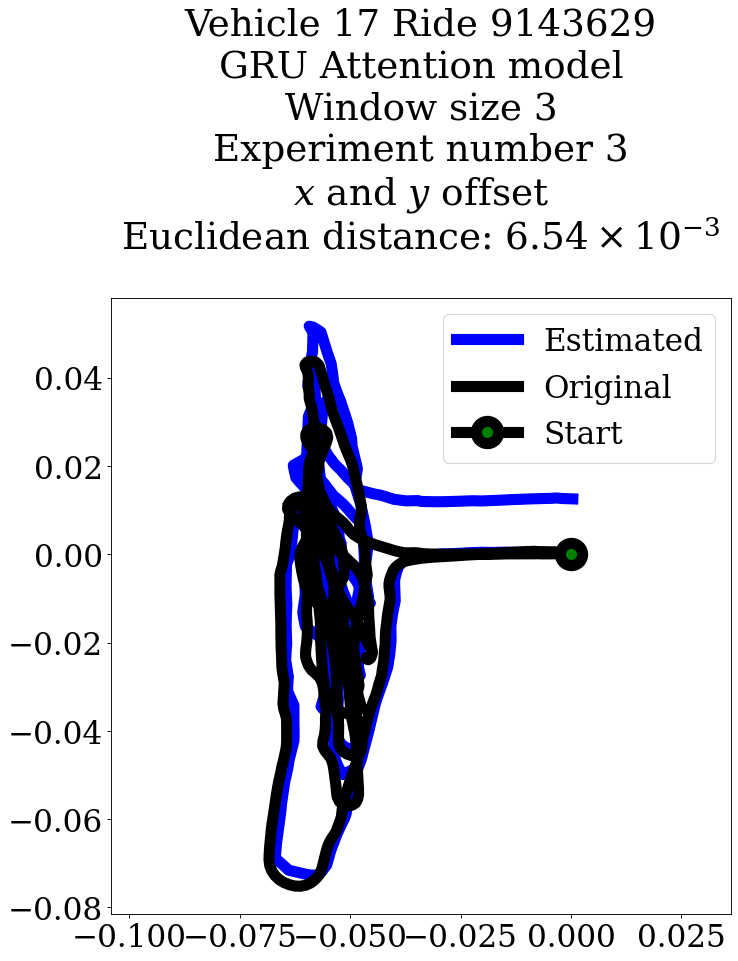 Vehicle 17 Ride 9143629
GRU Attention model
Window size 3
Experiment number 3
x and y offset
Euclidean distance: 6.54 × 10⁻³
Estimated
Original
Start
0.04
0.02
0.00
−0.02
−0.04
−0.06
−0.08
−0.100 −0.075 −0.050 −0.025 0.000 0.025